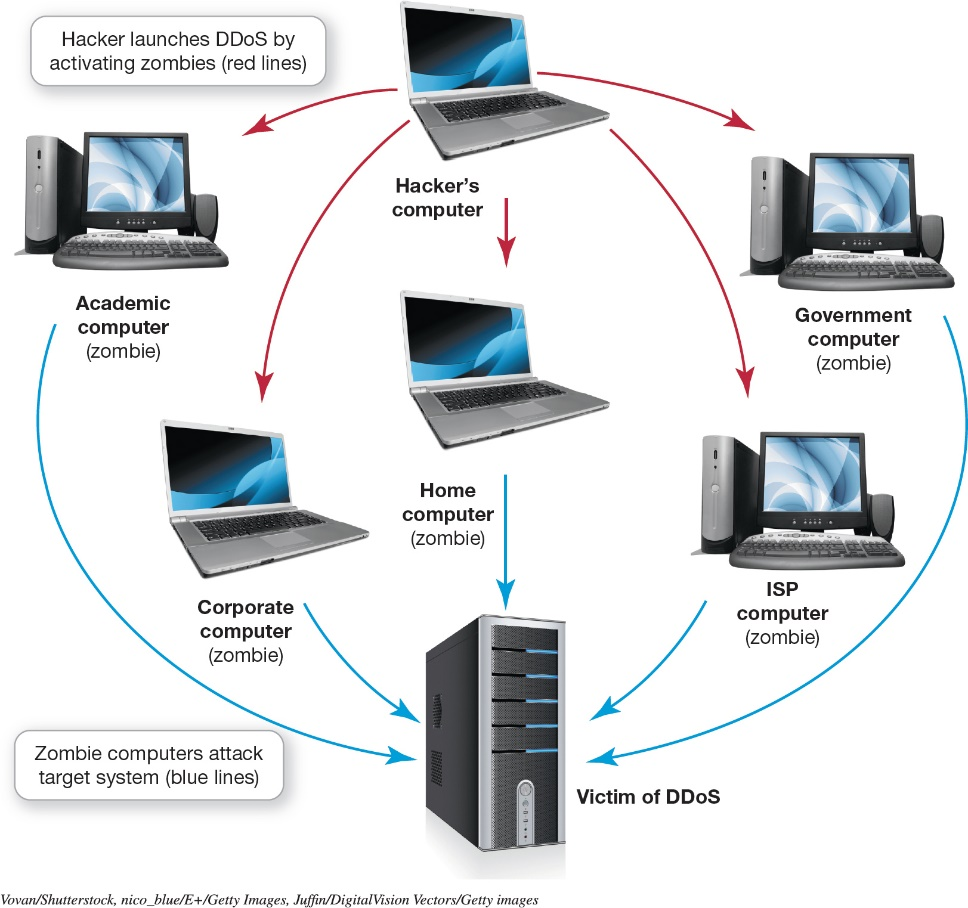 Hacker launches DDoS by
activating zombies (red lines)
Hacker's
computer
Academic
computer
(zombie)
Government
computer
(zombie)
Home
computer
(zombie)
Corporate
computer
(zombie)
ISP
computer
(zombie)
Zombie computers attack
target system (blue lines)
Victim of DDoS
Vovan/Shutterstock, nico_blue/E+/Getty Images, Juffin/DigitalVision Vectors/Getty images